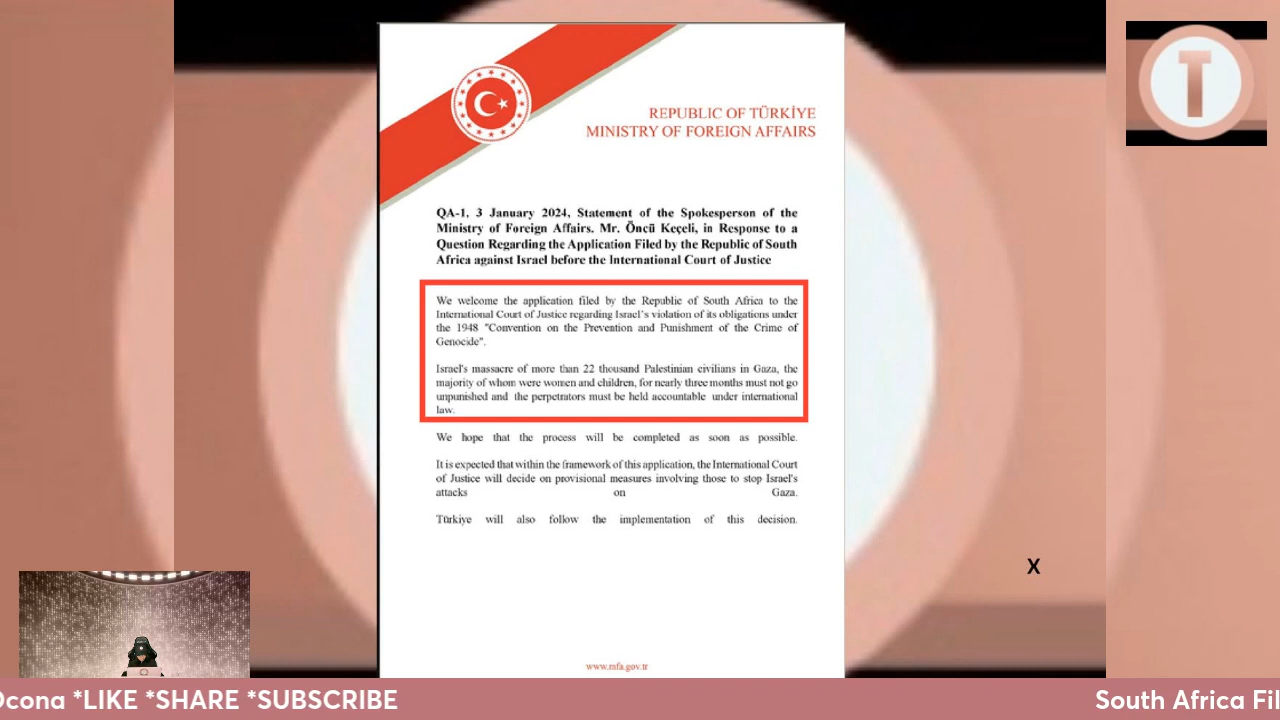 REPUBLIC OF TÜRKİYE
MINISTRY OF FOREIGN AFFAIRS
QA-1, 3 January 2024, Statement of the Spokesperson of the
Ministry of Foreign Affairs, Mr. Öncü Keçeli, in Response to a
Question Regarding the Application Filed by the Republic of South
Africa against Israel before the International Court of Justice
We welcome the application filed by the Republic of South Africa to the
International Court of Justice regarding Israel's violation of its obligations under
the 1948 "Convention on the Prevention and Punishment of the Crime of
Genocide".
Israel's massacre of more than 22 thousand Palestinian civilians in Gaza, the
majority of whom were women and children, for nearly three months must not go
unpunished and the perpetrators must be held accountable under international
law.
We hope that the process will be completed as soon as possible.
It is expected that within the framework of this application, the International Court
of Justice will decide on provisional measures involving those to stop Israel's
attacks on Gaza.
Türkiye will also follow the implementation of this decision.
www.mfa.gov.tr
T
X
Ocona *LIKE *SHARE *SUBSCRIBE
South Africa Fil